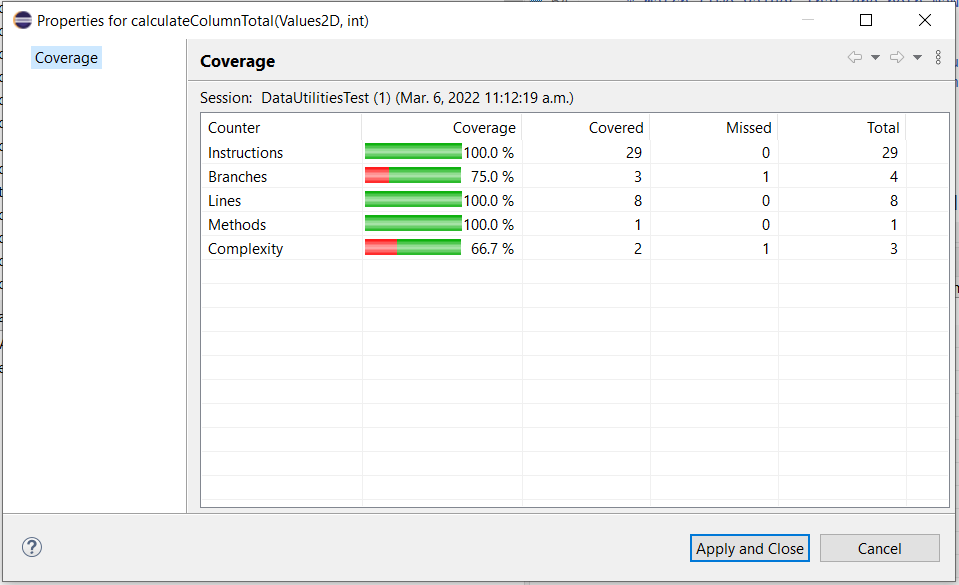 Properties for calculateColumnTotal(Values2D, int)
Coverage
Coverage
Session: DataUtilitiesTest (1) (Mar. 6, 2022 11:12:19 a.m.)
Counter Coverage Covered Missed Total
Instructions 100.0 % 29 0 29
Branches 75.0 % 3 1 4
Lines 100.0 % 8 0 8
Methods 100.0 % 1 0 1
Complexity 66.7 % 2 1 3
Apply and Close Cancel